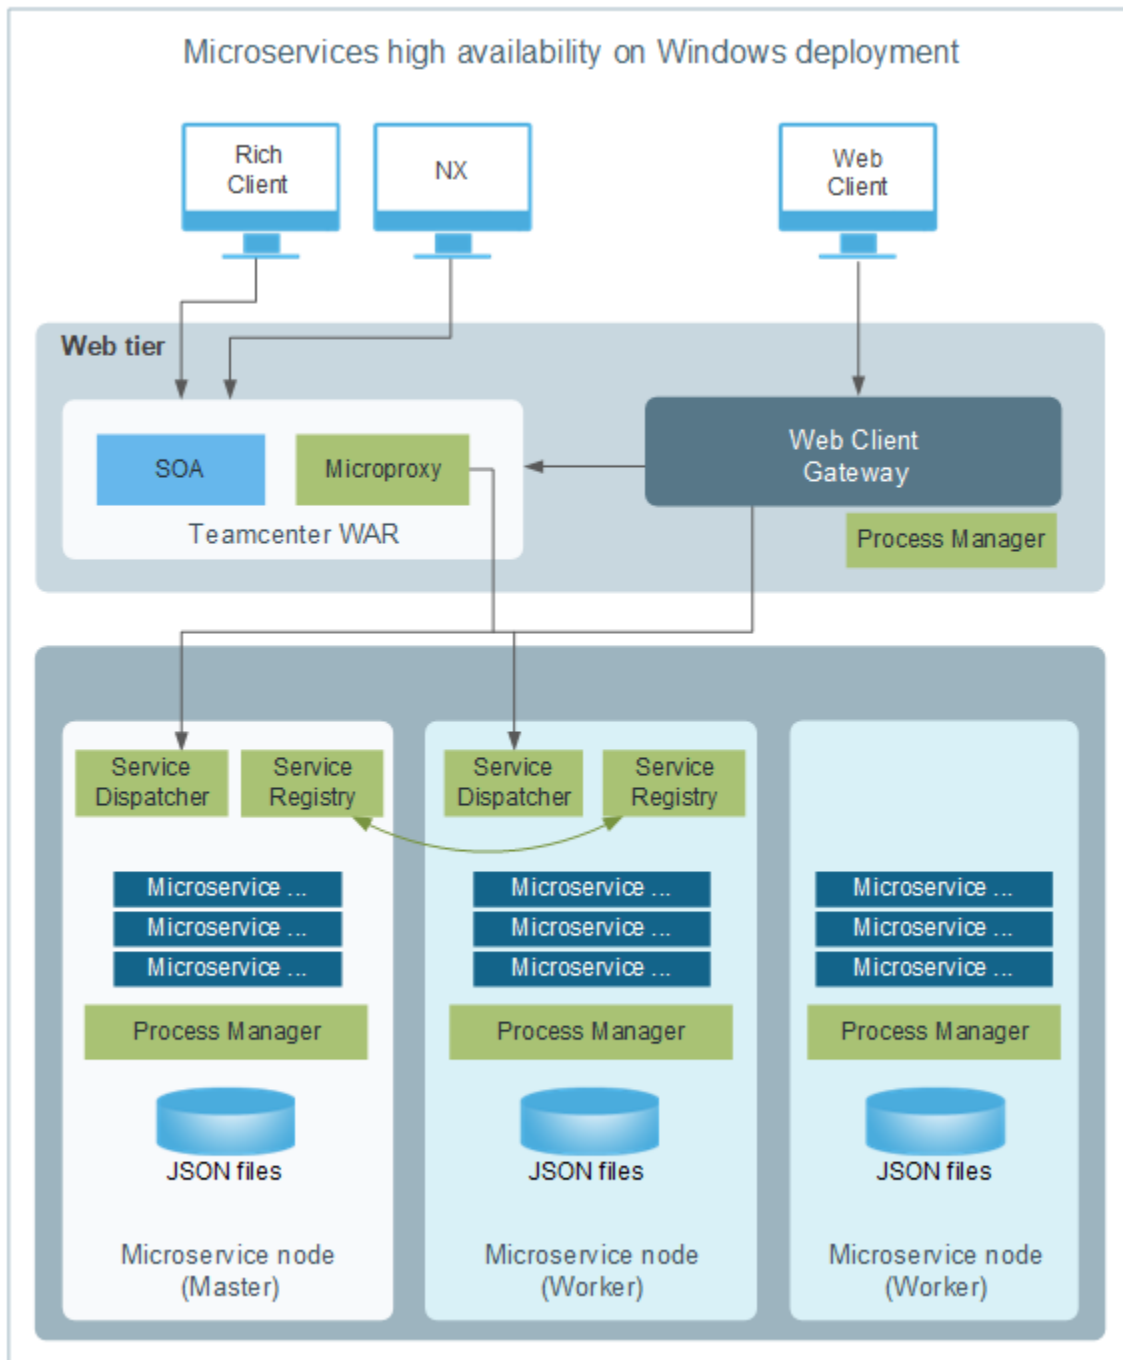 Microservices high availability on Windows deployment
Rich
Client
NX
Web
Client
Web tier
SOA
Microproxy
Teamcenter WAR
Web Client
Gateway
Process Manager
Service
Dispatcher
Service
Registry
Service
Dispatcher
Service
Registry
Microservice ...
Microservice ...
Microservice ...
Microservice ...
Microservice ...
Microservice ...
Microservice ...
Microservice ...
Microservice ...
Process Manager
Process Manager
Process Manager
JSON files
JSON files
JSON files
Microservice node
(Master)
Microservice node
(Worker)
Microservice node
(Worker)